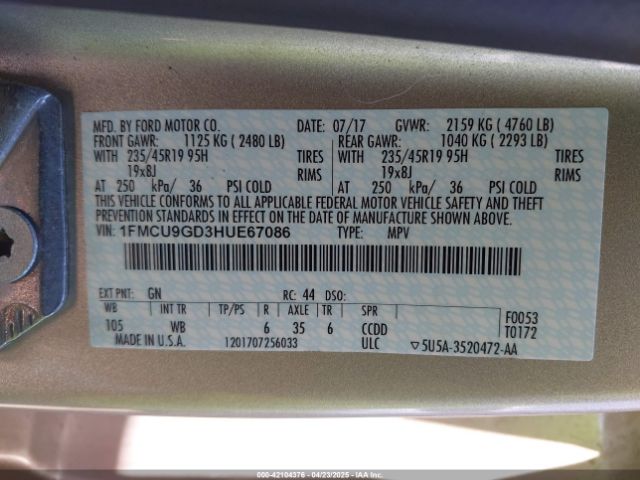 MFD. BY FORD MOTOR CO. DATE: 07/17 GVWR: 2159 KG ( 4760 LB)
FRONT GAWR: 1125 KG ( 2480 LB) REAR GAWR: 1040 KG ( 2293 LB)
WITH 235/45R19 95H TIRES WITH 235/45R19 95H TIRES
19x8J RIMS 19x8J RIMS
AT 250 kPa/ 36 PSI COLD AT 250 kPa/ 36 PSI COLD
THIS VEHICLE CONFORMS TO ALL APPLICABLE FEDERAL MOTOR VEHICLE SAFETY AND THEFT
PREVENTION STANDARDS IN EFFECT ON THE DATE OF MANUFACTURE SHOWN ABOVE.
VIN: 1FMCU9GD3HUE67086 TYPE: MPV
EXT PNT: GN RC: 44 DSO:
WB INT TR TP/PS R AXLE TR SPR F0053
105 WB 6 35 6 CCDD T0172
MADE IN U.S.A. 1201707256033 ULC ▽5U5A-3520472-AA
000-42104376 - 04/23/2025 - IAA Inc.